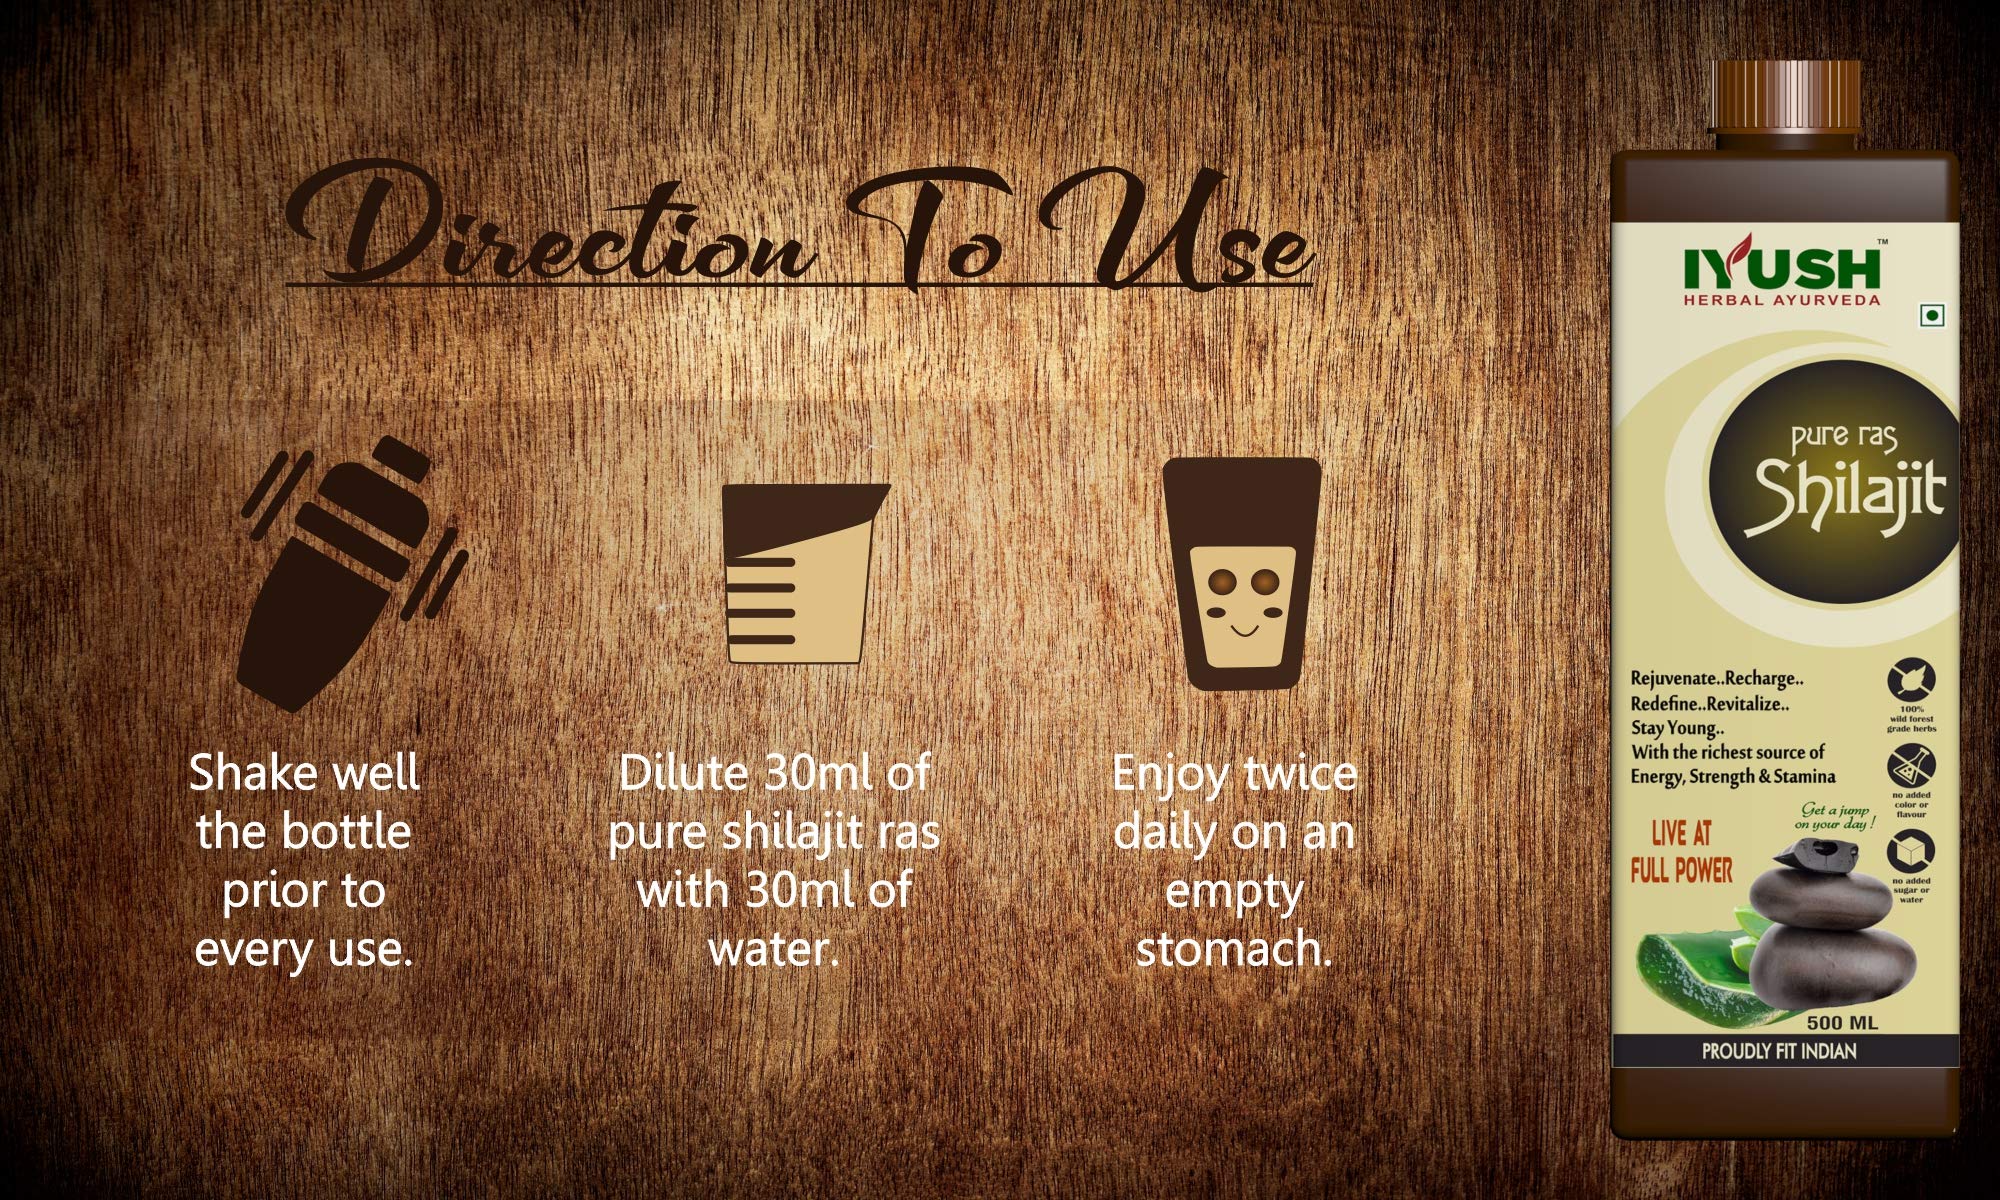 Direction To Use
Shake well
the bottle
prior to
every use.
Dilute 30ml of
pure shilajit ras
with 30ml of
water.
Enjoy twice
daily on an
empty
stomach.
IYUSH™
HERBAL AYURVEDA
pure ras
Shilajit
Rejuvenate..Recharge..
Redefine..Revitalize..
Stay Young..
With the richest source of
Energy, Strength & Stamina
100%
wild forest
grade herbs
no added
color or
flavour
no added
sugar or
water
Get a jump
on your day !
LIVE AT
FULL POWER
500 ML
PROUDLY FIT INDIAN